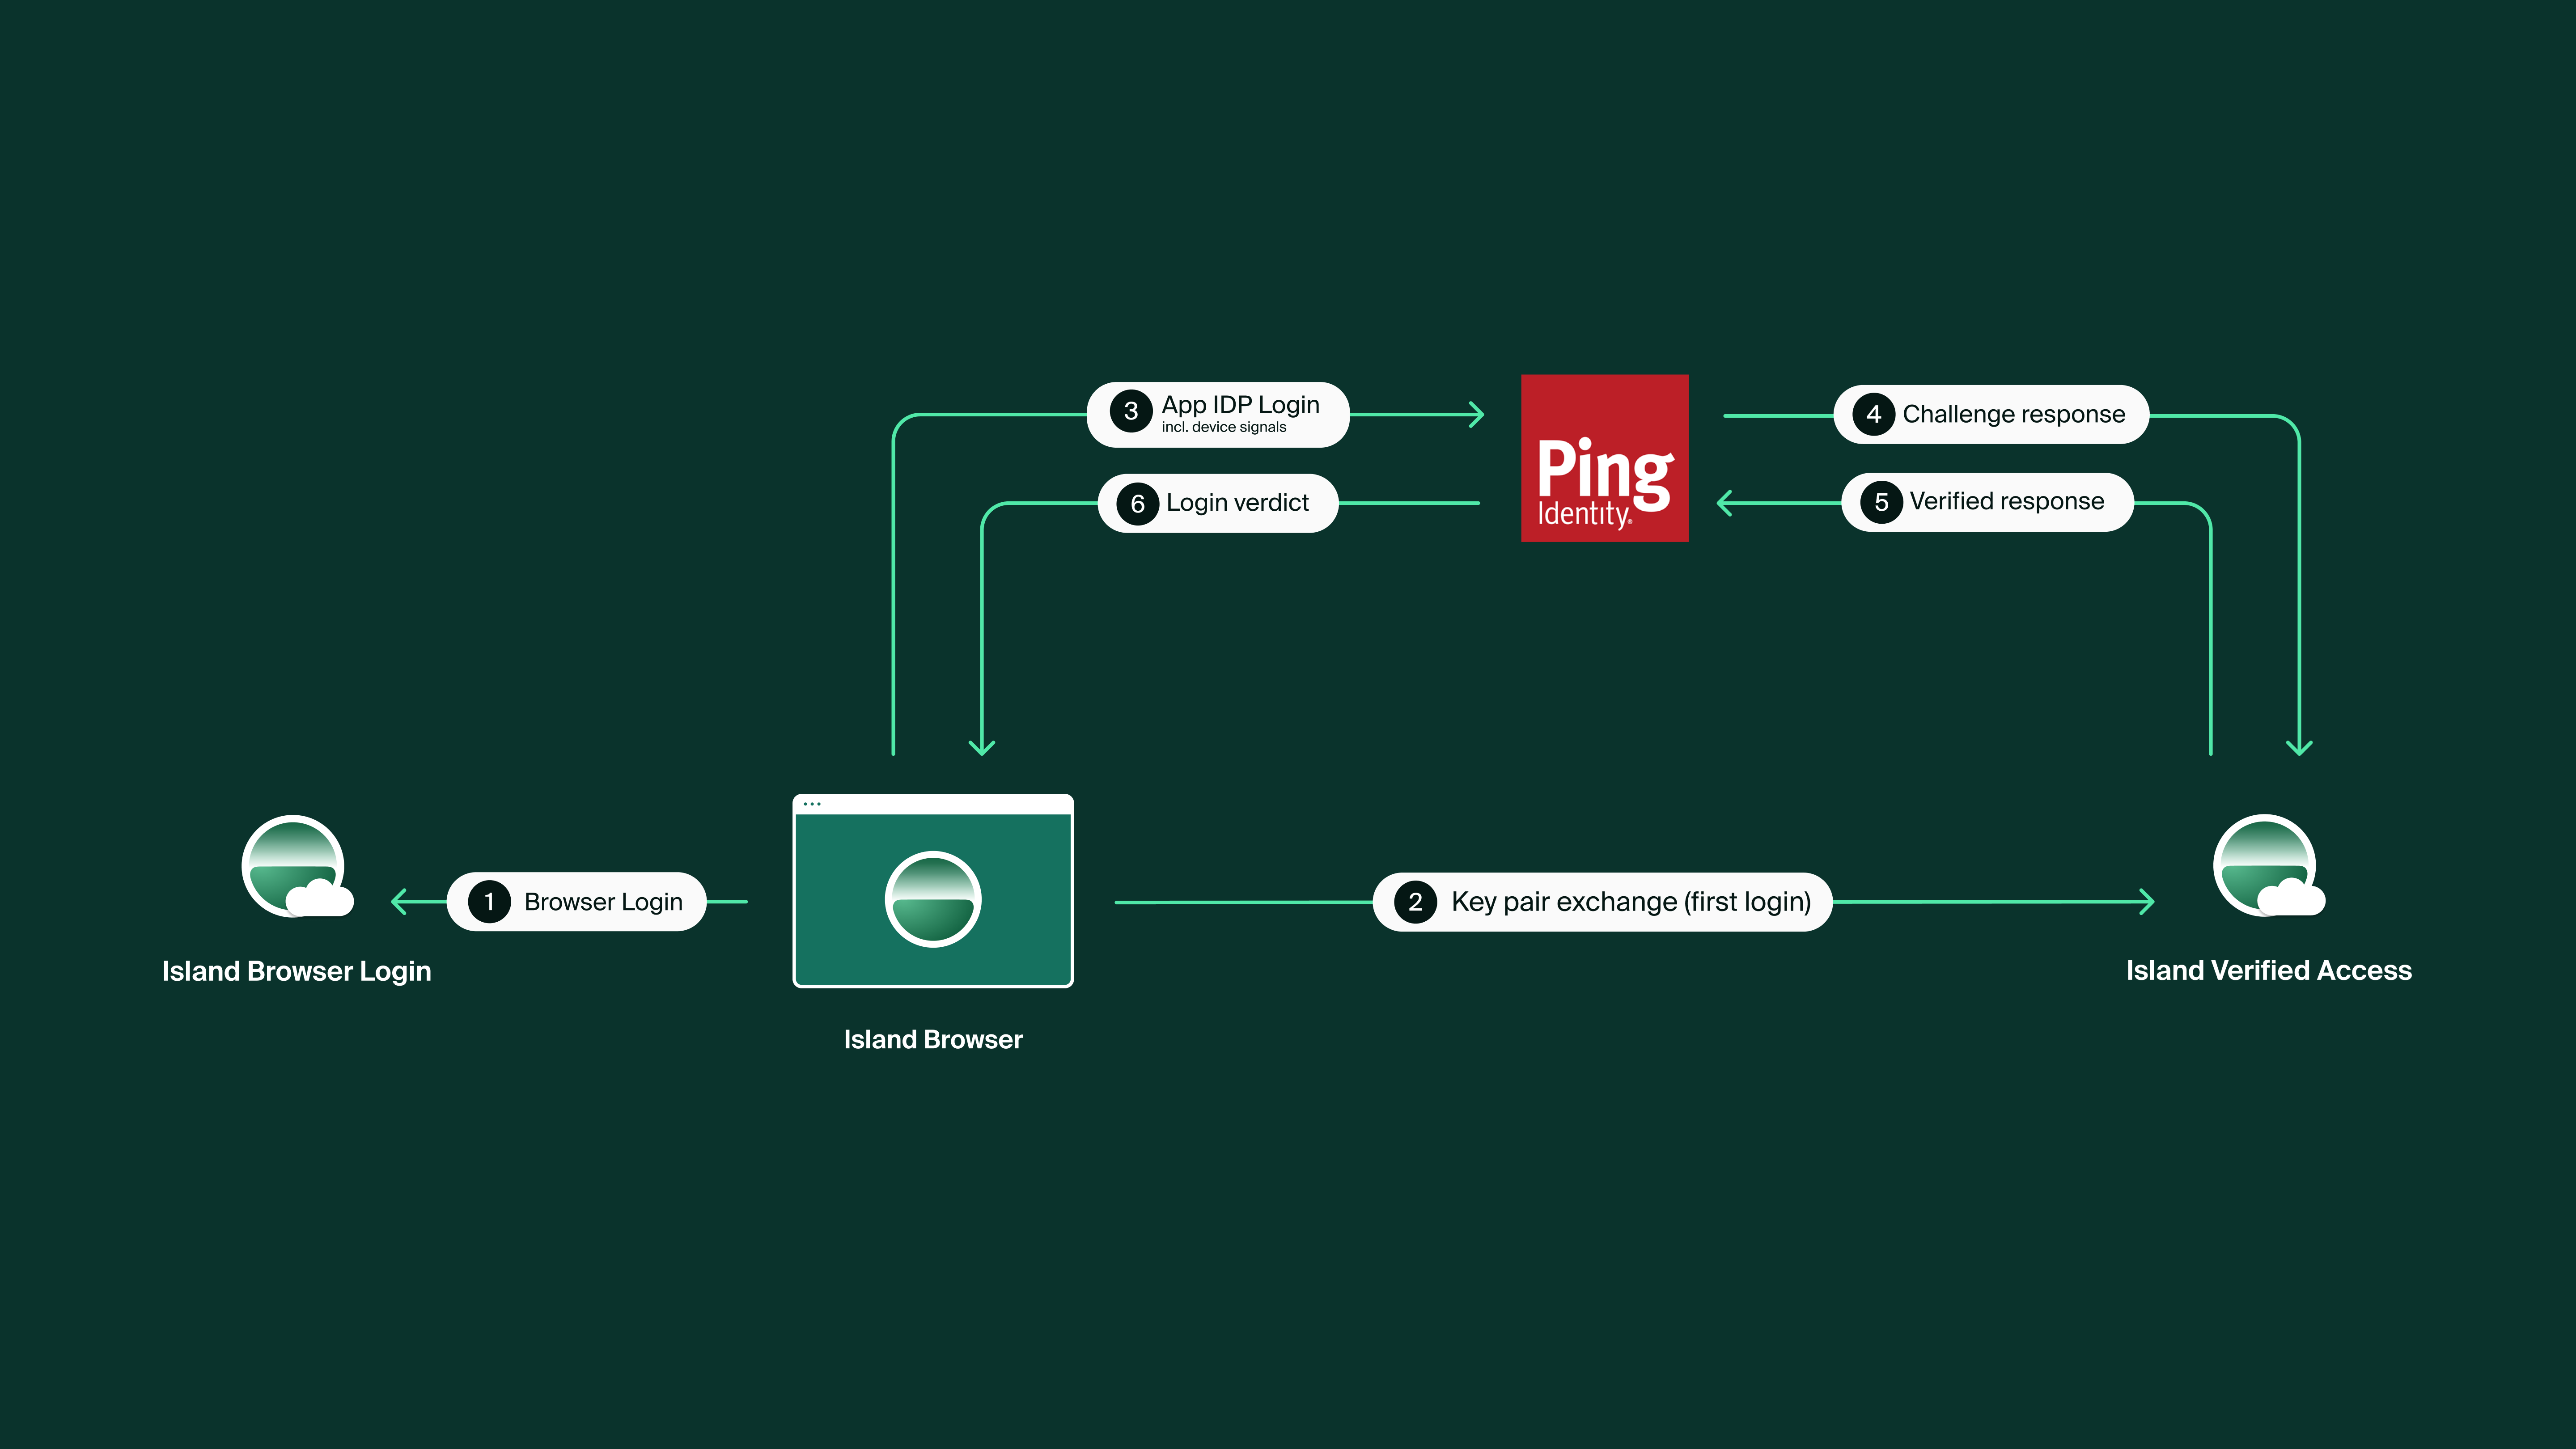 3 App IDP Login
incl. device signals
Ping
Identity®
4 Challenge response
6 Login verdict
5 Verified response
1 Browser Login
2 Key pair exchange (first login)
Island Browser Login
Island Browser
Island Verified Access